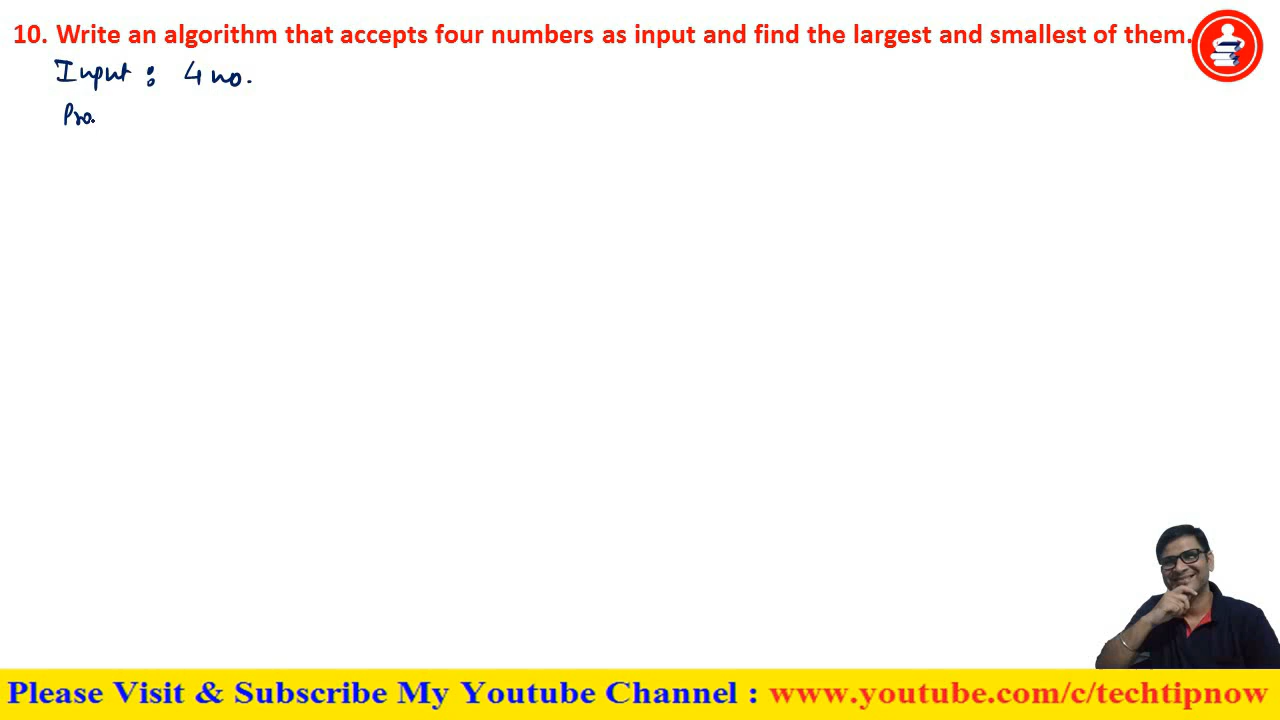 10. Write an algorithm that accepts four numbers as input and find the largest and smallest of them.
Input : 4 no.
Pro.
Please Visit & Subscribe My Youtube Channel : www.youtube.com/c/techtipnow